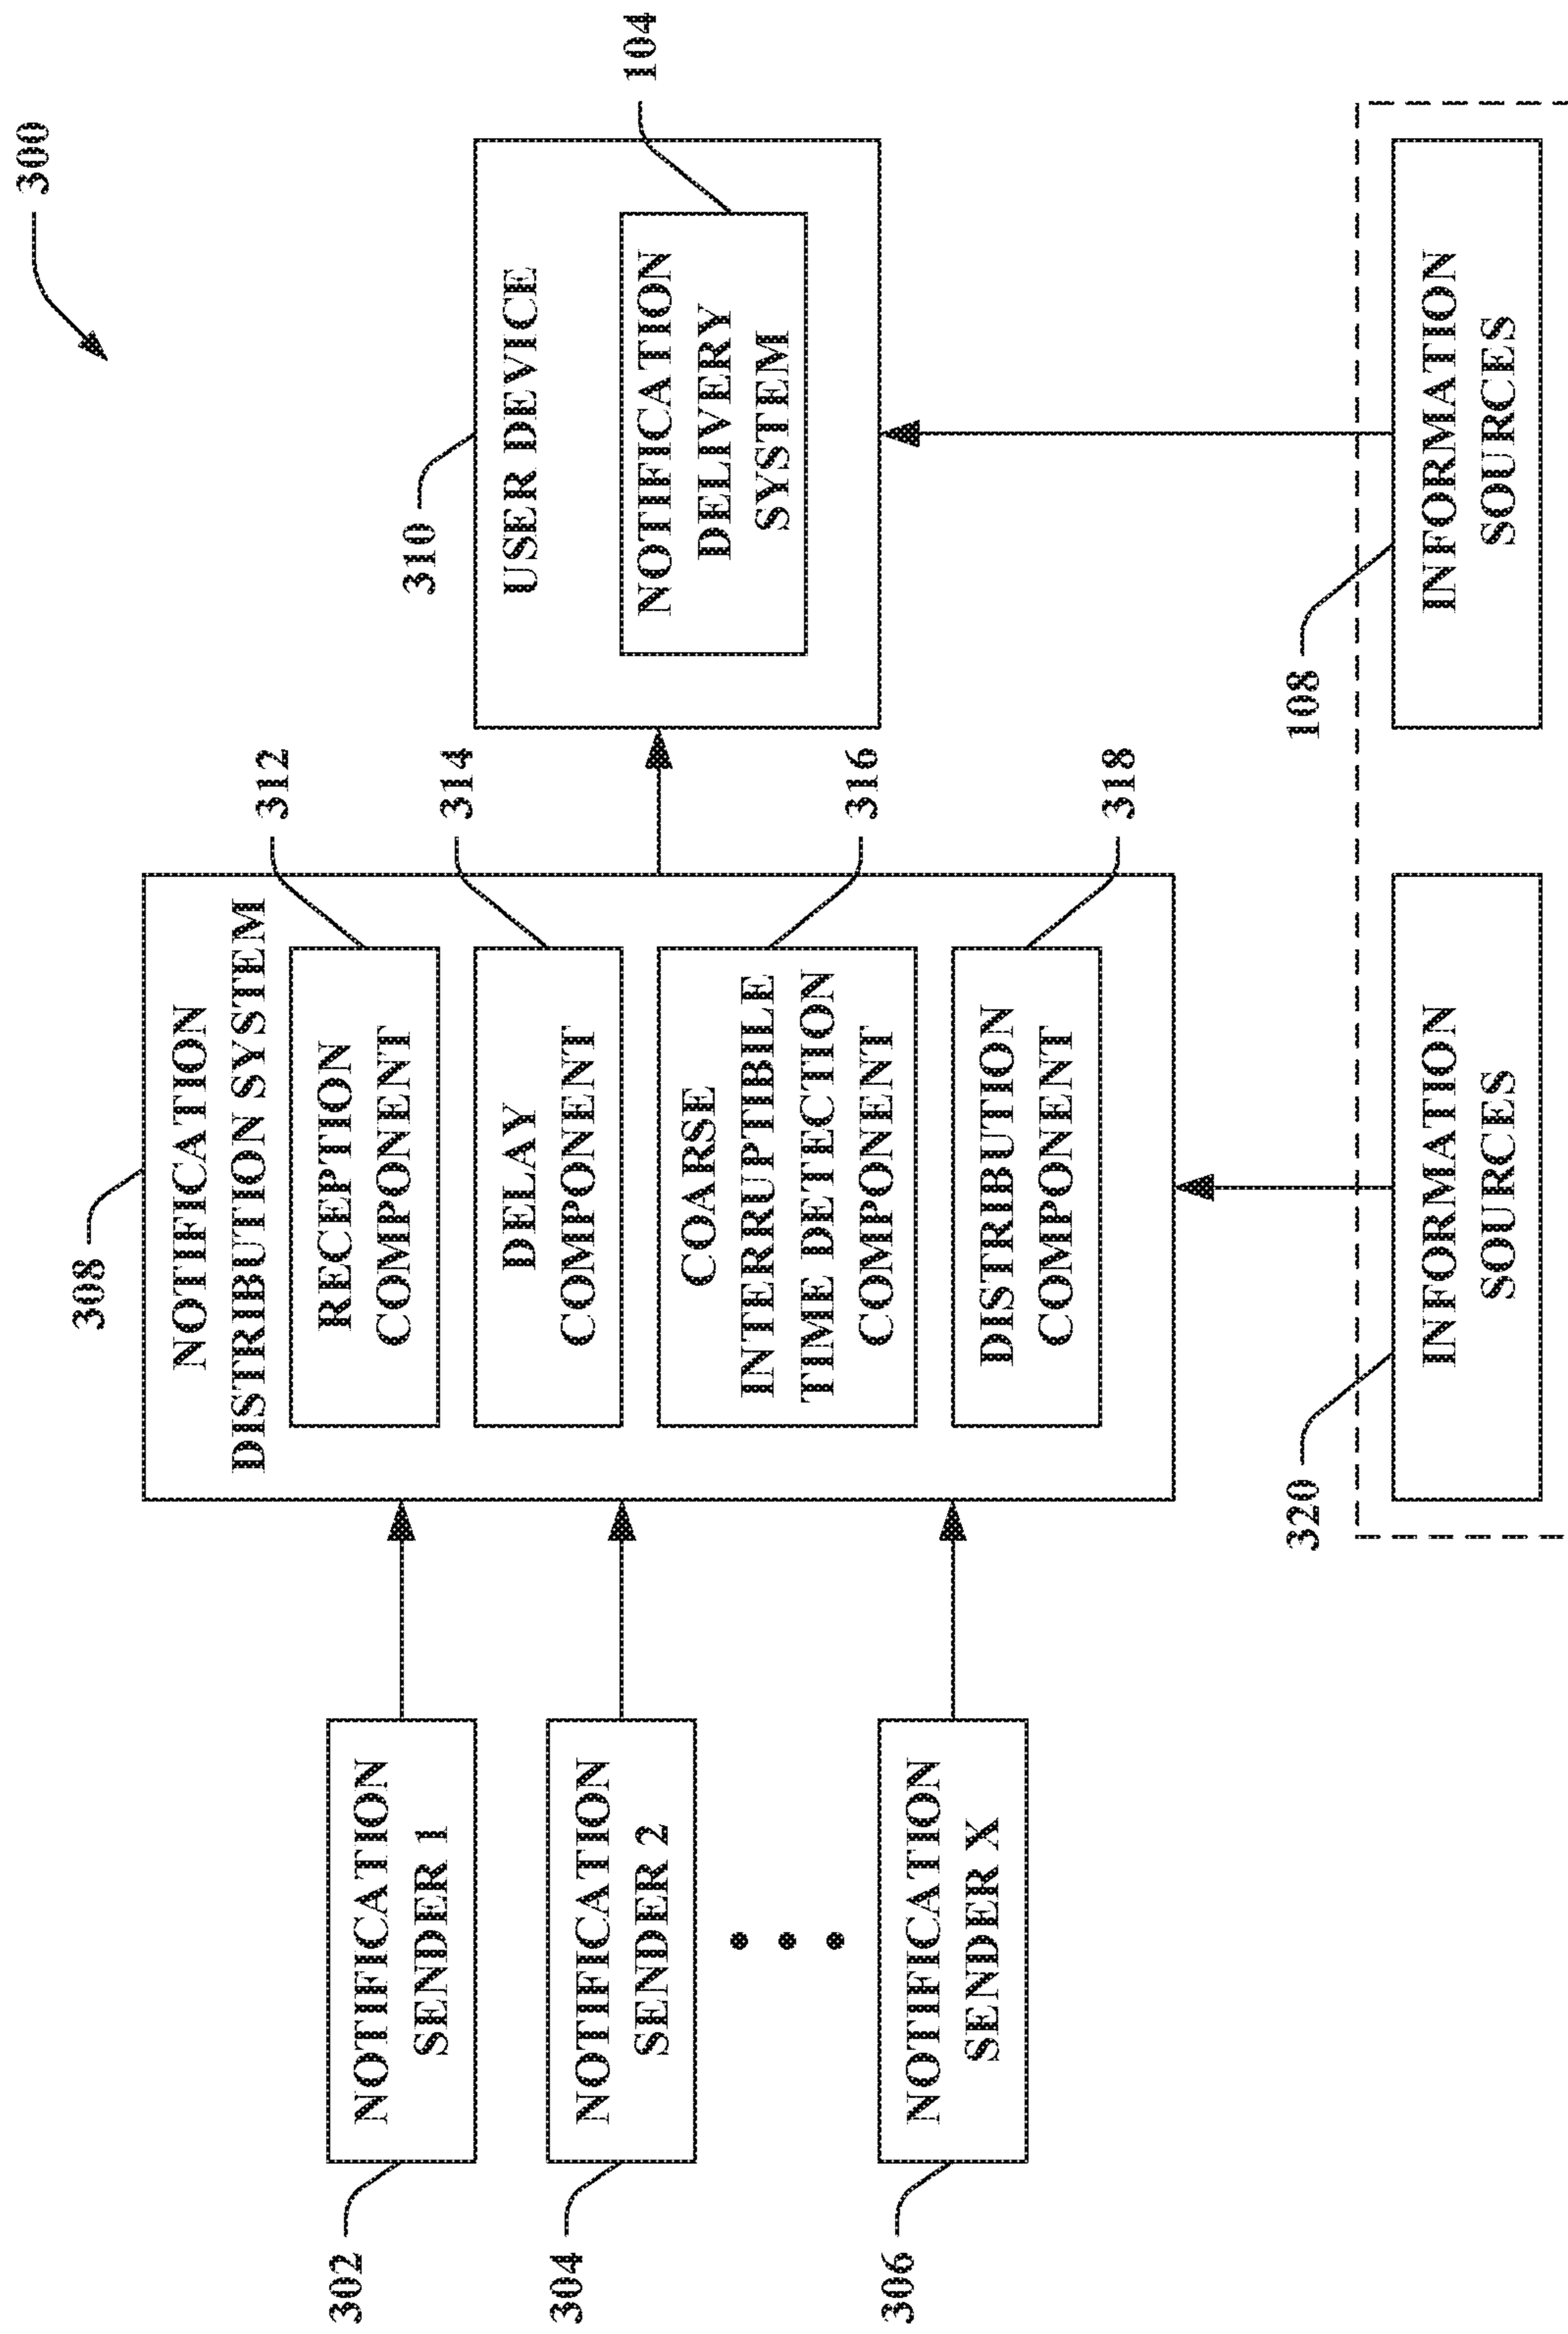 300
302
NOTIFICATION
SENDER 1
304
NOTIFICATION
SENDER 2
306
NOTIFICATION
SENDER X
308
NOTIFICATION
DISTRIBUTION SYSTEM
312
RECEPTION
COMPONENT
314
DELAY
COMPONENT
316
COARSE
INTERRUPTIBILE
TIME DETECTION
COMPONENT
318
DISTRIBUTION
COMPONENT
310
USER DEVICE
104
NOTIFICATION
DELIVERY
SYSTEM
320
INFORMATION
SOURCES
108
INFORMATION
SOURCES